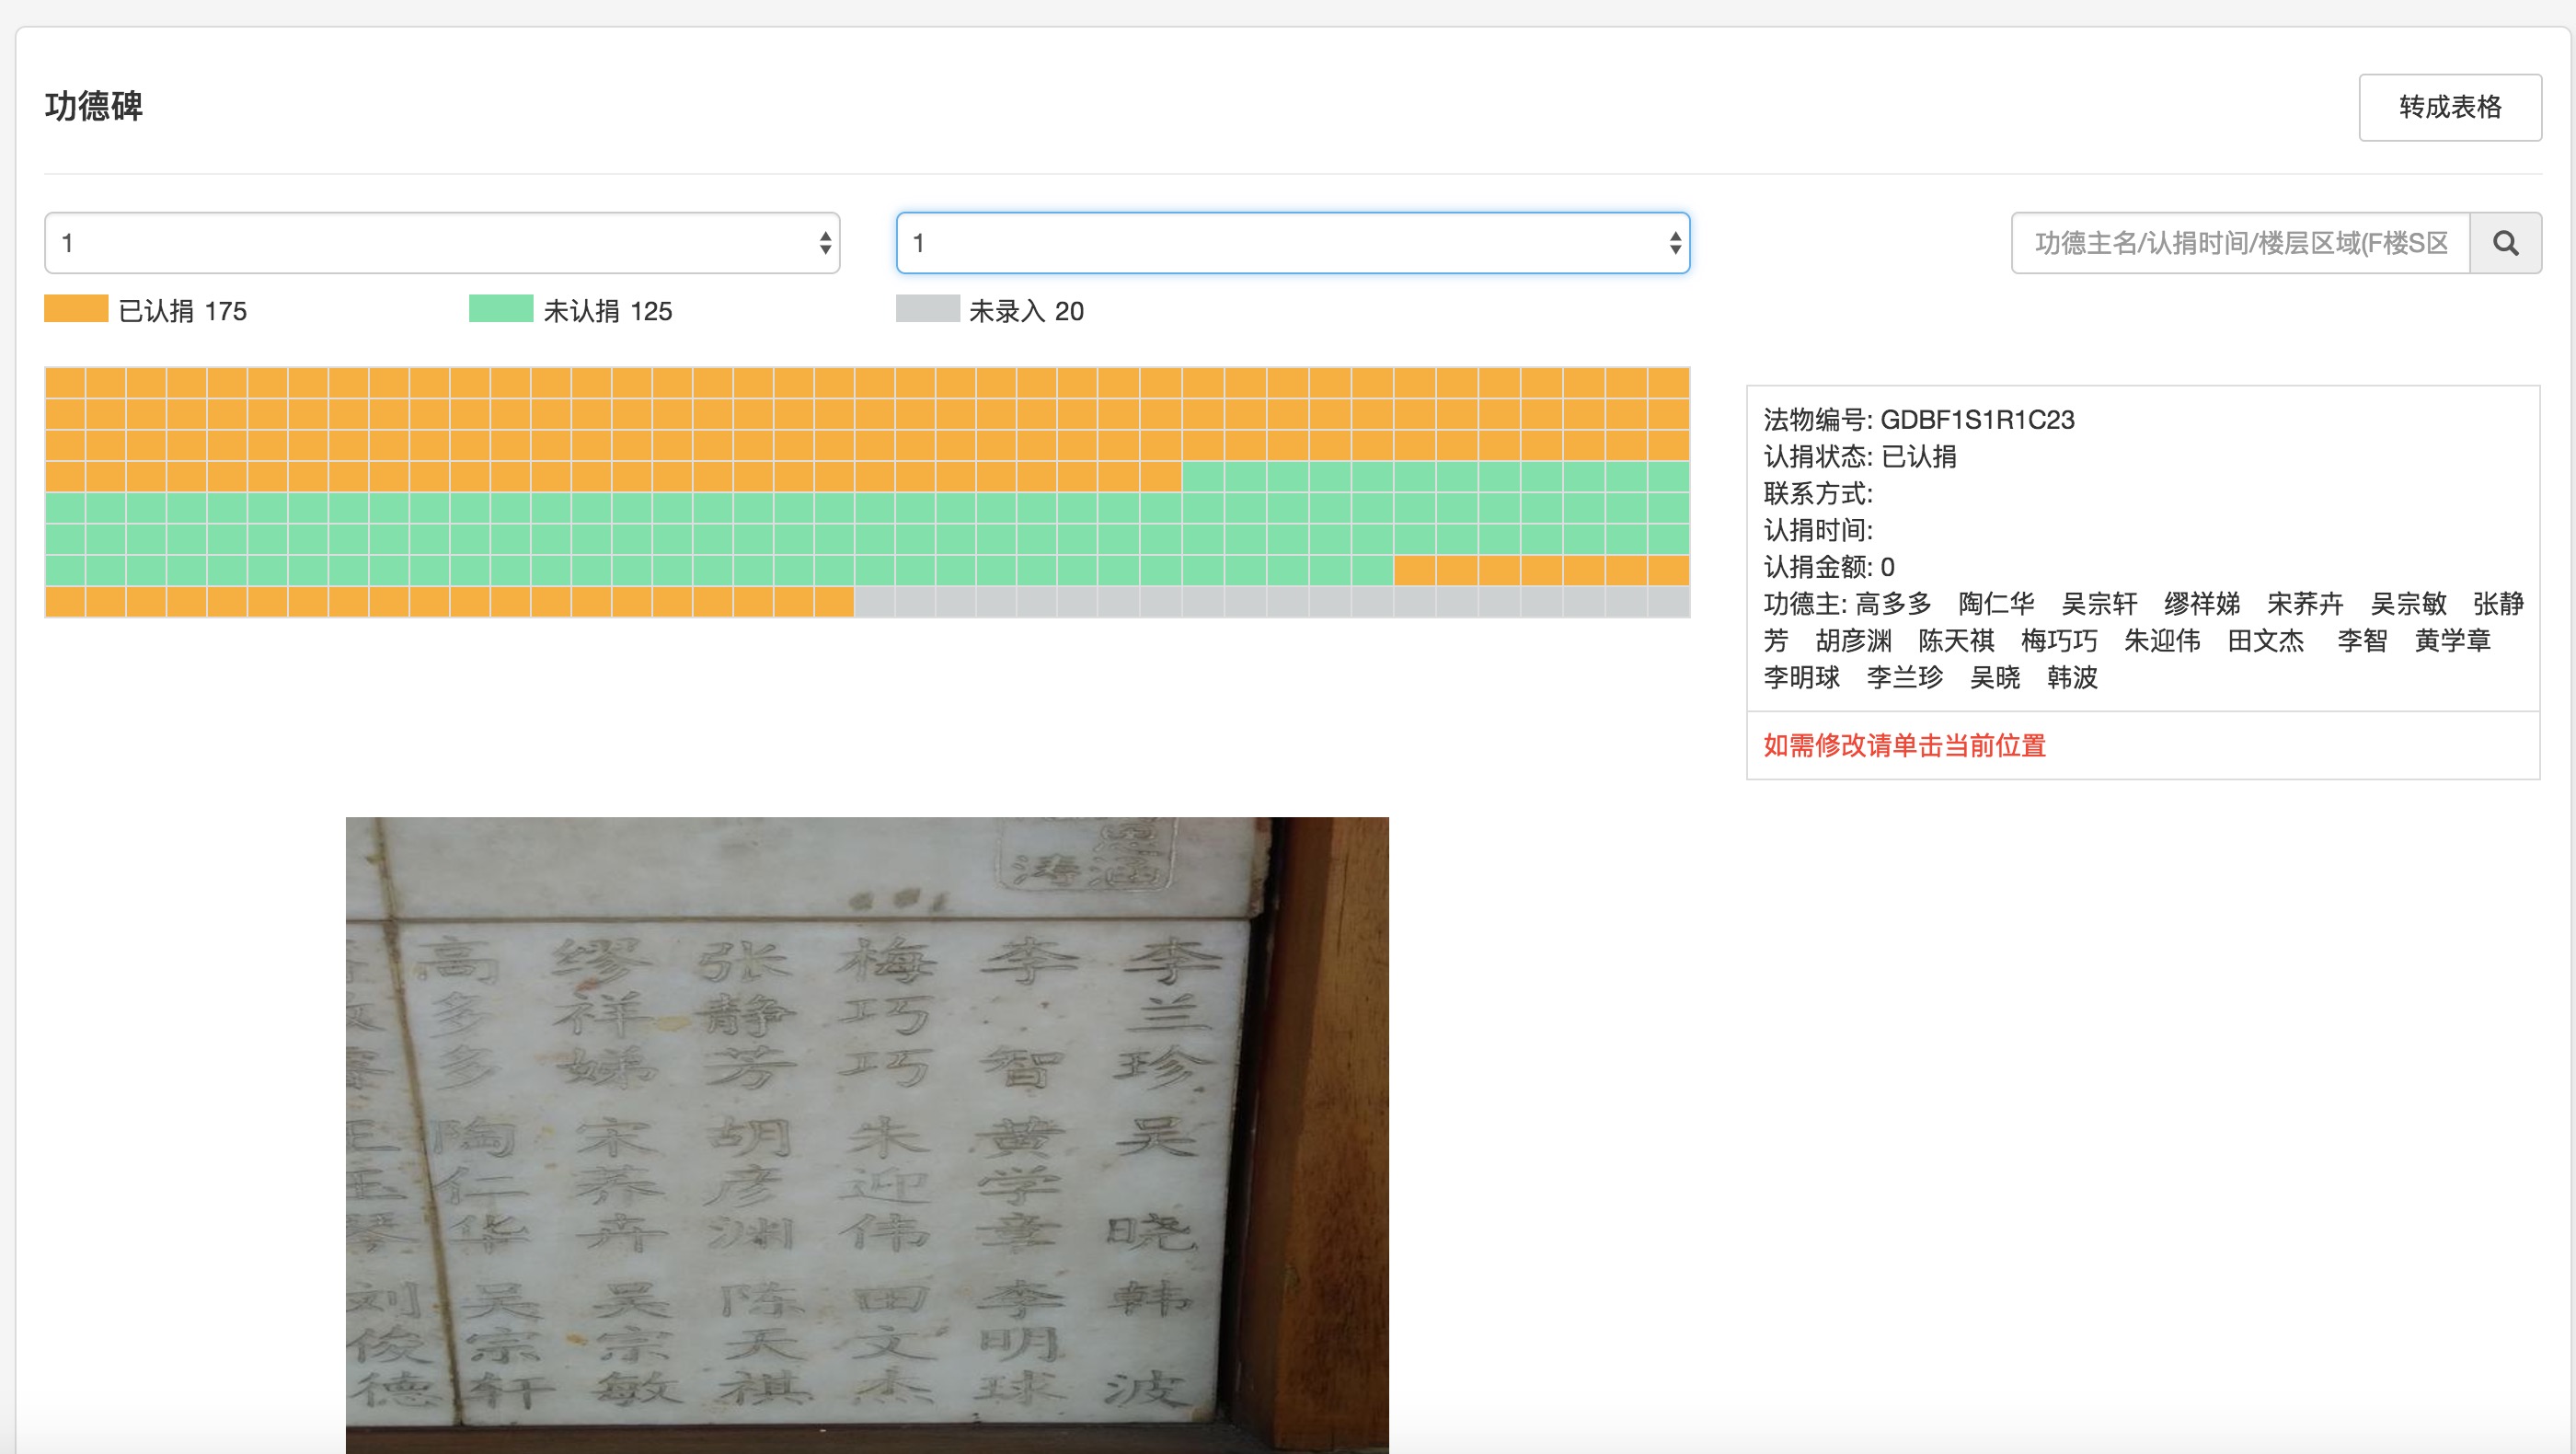 功德碑
转成表格
1
1
功德主名/认捐时间/楼层区域(F楼S区
已认捐 175
未认捐 125
未录入 20
法物编号: GDBF1S1R1C23
认捐状态: 已认捐
联系方式:
认捐时间:
认捐金额: 0
功德主: 高多多 陶仁华 吴宗轩 缪祥娣 宋荞卉 吴宗敏 张静
芳 胡彦渊 陈天祺 梅巧巧 朱迎伟 田文杰 李智 黄学章
李明球 李兰珍 吴晓 韩波
如需修改请单击当前位置
涛 涵
高 缪 张 梅 李 李
多 祥 静 巧 兰
多 娣 芳 巧 智 珍
陶 宋 胡 朱 黄 吴
仁 荞 彦 迎 学
华 卉 渊 伟 章 晓
刘 吴 吴 陈 田 李 韩
俊 宗 宗 天 文 明
德 轩 敏 祺 杰 球 波